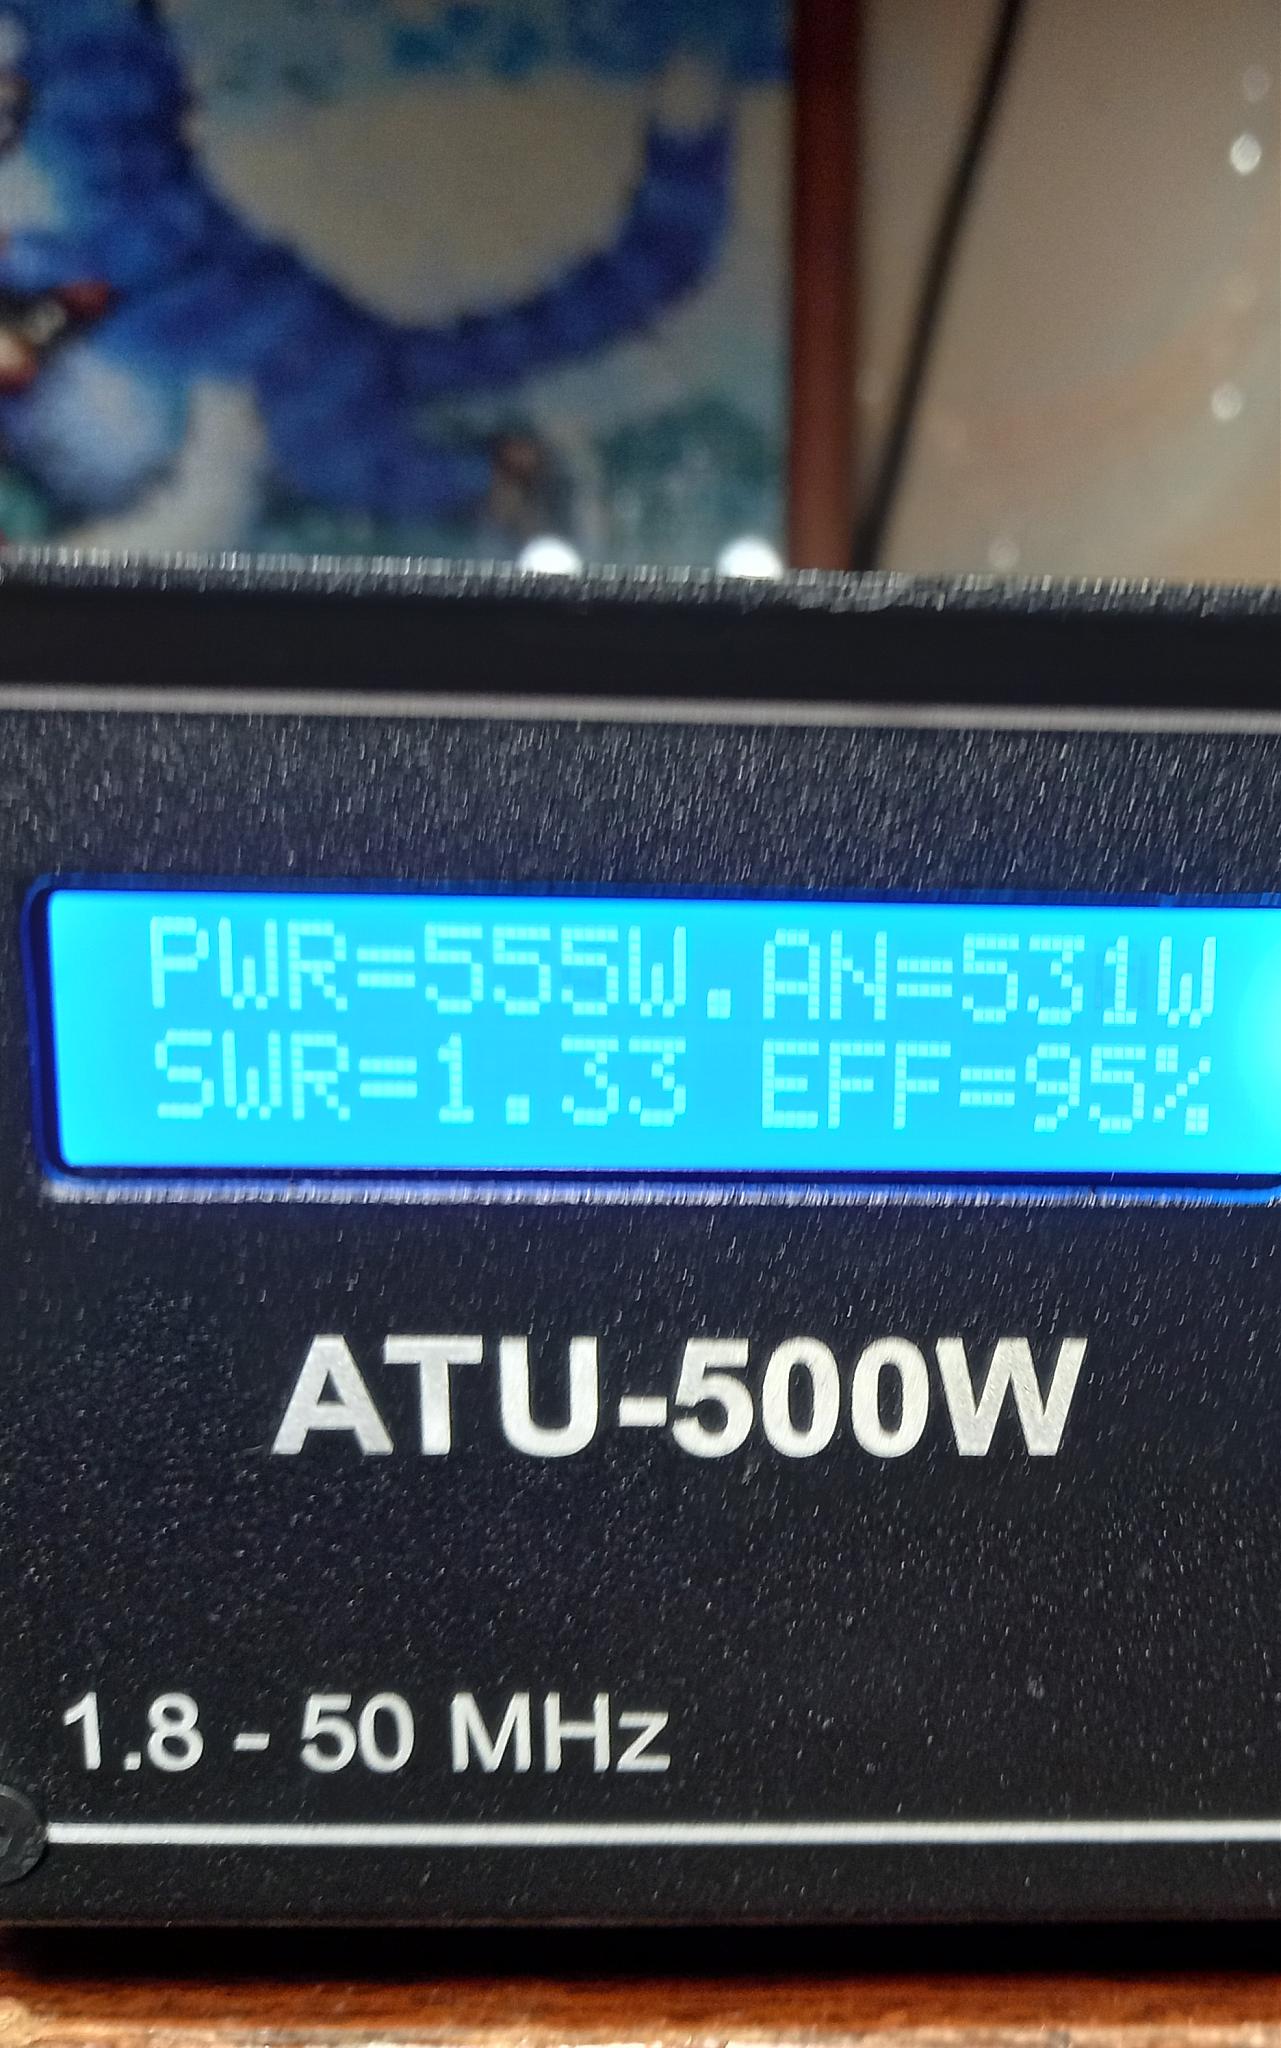 PWR=555W.AN=531W
SWR=1.33 EFF=95%
ATU-500W
1.8 - 50 MHz